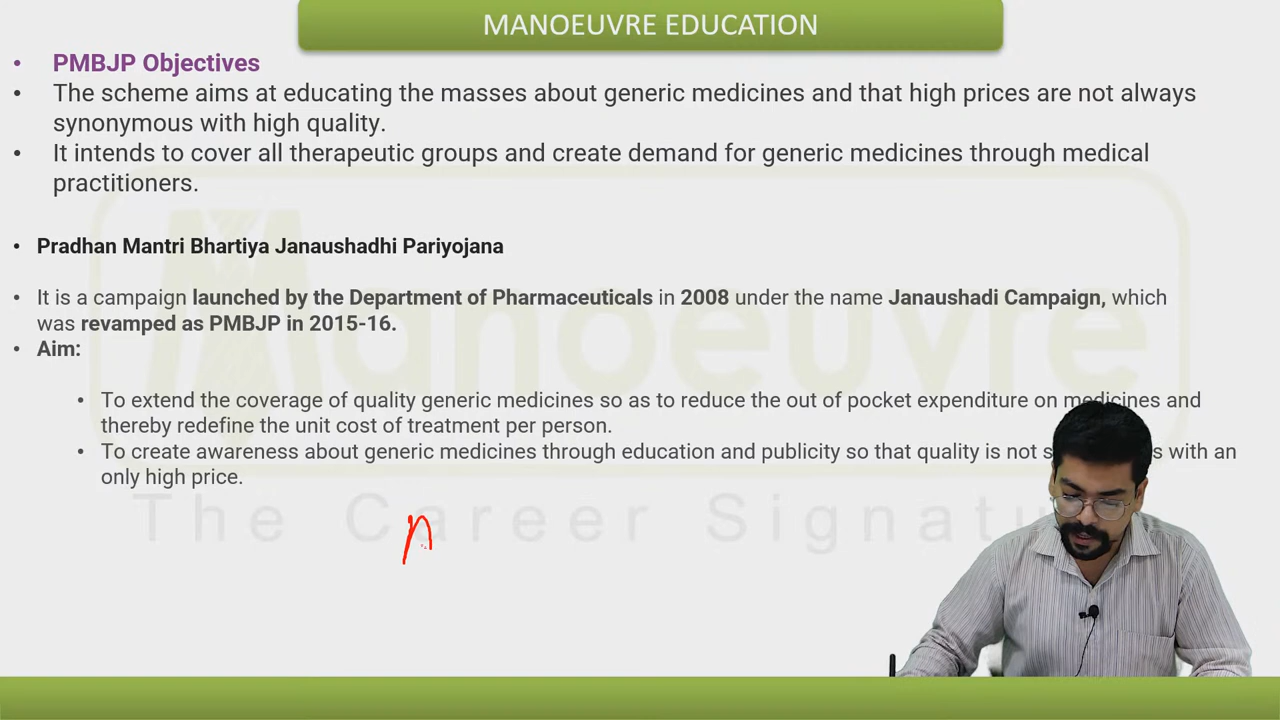 MANOEUVRE EDUCATION
• PMBJP Objectives
• The scheme aims at educating the masses about generic medicines and that high prices are not always
synonymous with high quality.
• It intends to cover all therapeutic groups and create demand for generic medicines through medical
practitioners.
• Pradhan Mantri Bhartiya Janaushadhi Pariyojana
• It is a campaign launched by the Department of Pharmaceuticals in 2008 under the name Janaushadi Campaign, which
was revamped as PMBJP in 2015-16.
• Aim:
• To extend the coverage of quality generic medicines so as to reduce the out of pocket expenditure on medicines and
thereby redefine the unit cost of treatment per person.
• To create awareness about generic medicines through education and publicity so that quality is not with an
only high price.
Manoeuvre
The Career